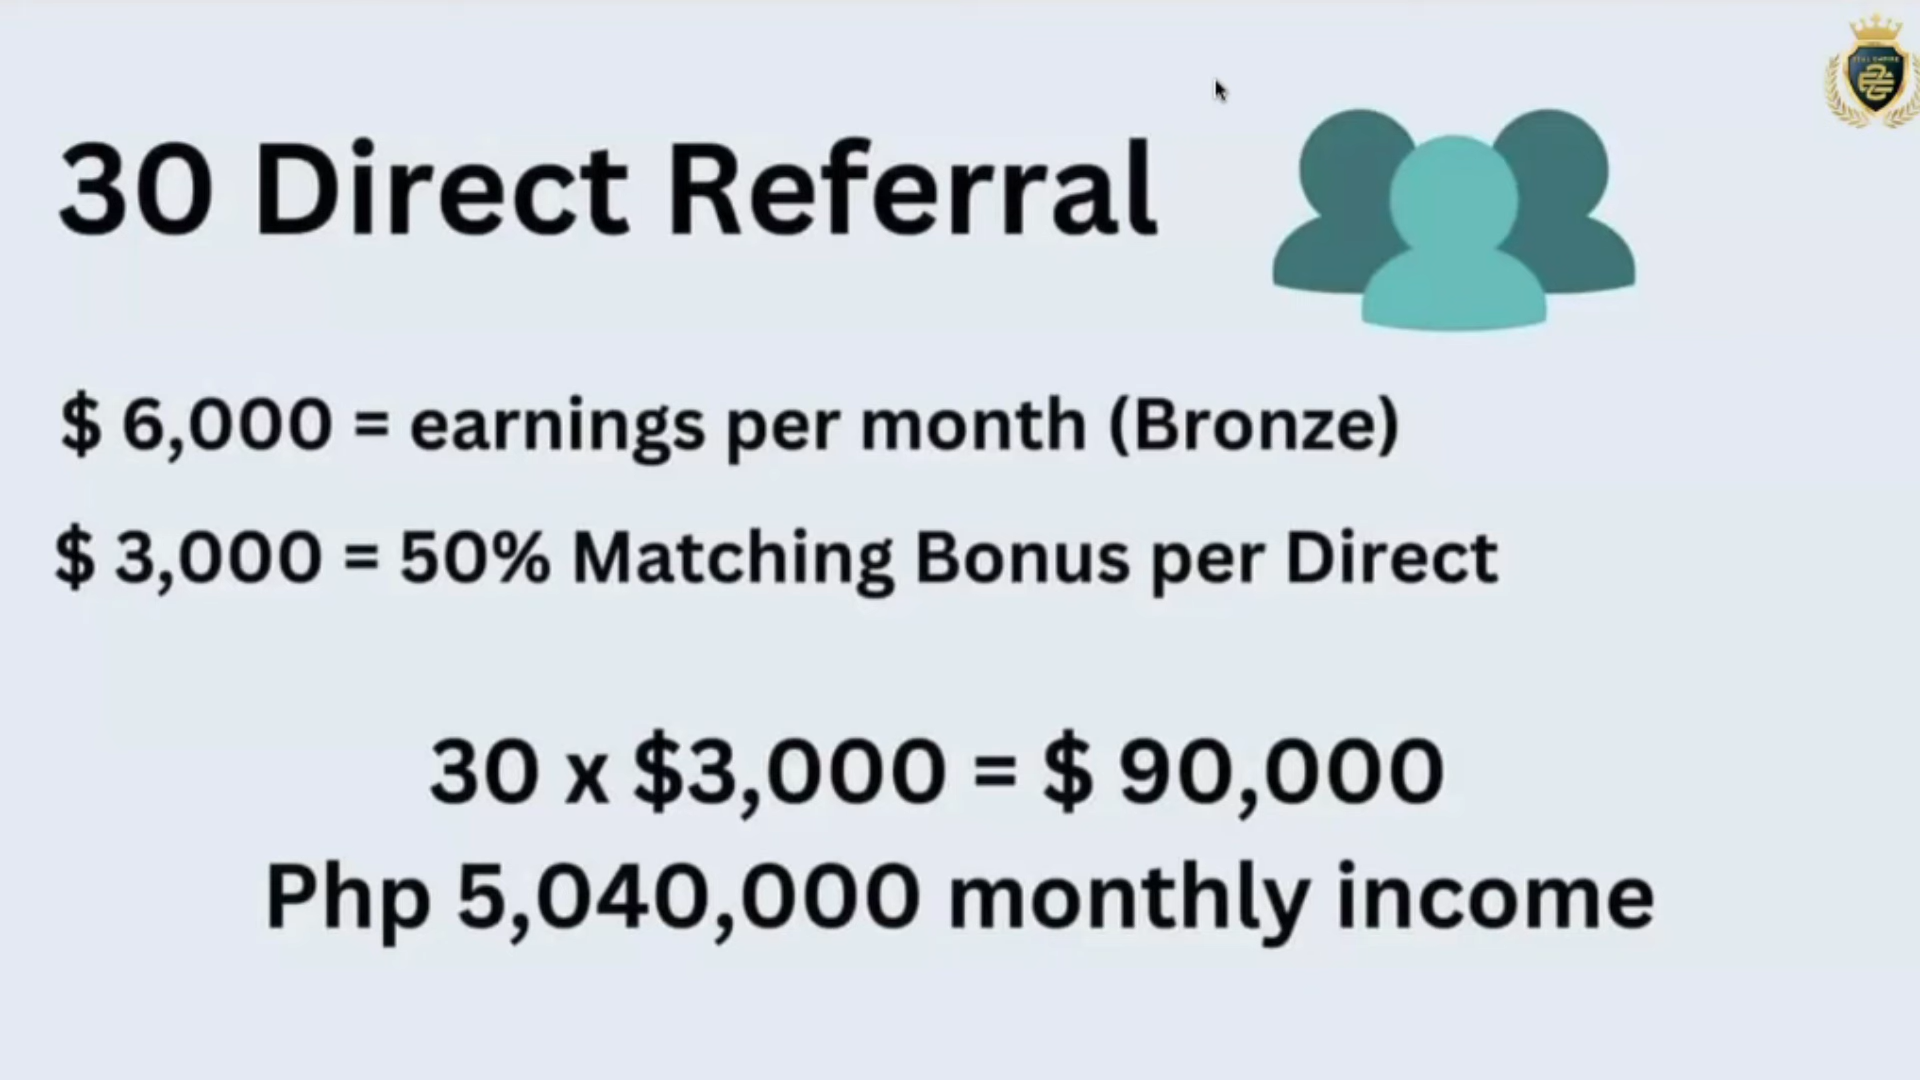 30 Direct Referral
$ 6,000 = earnings per month (Bronze)
$ 3,000 = 50% Matching Bonus per Direct
30 x $3,000 = $ 90,000
Php 5,040,000 monthly income